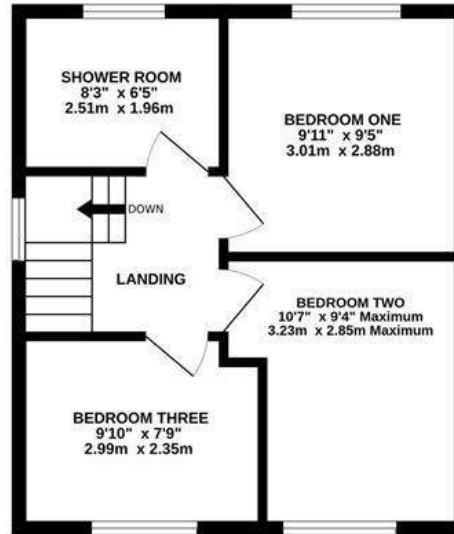 SHOWER ROOM
8'3" x 6'5"
2.51m x 1.96m
BEDROOM ONE
9'11" x 9'5"
3.01m x 2.88m
DOWN
LANDING
BEDROOM TWO
10'7" x 9'4" Maximum
3.23m x 2.85m Maximum
BEDROOM THREE
9'10" x 7'9"
2.99m x 2.35m